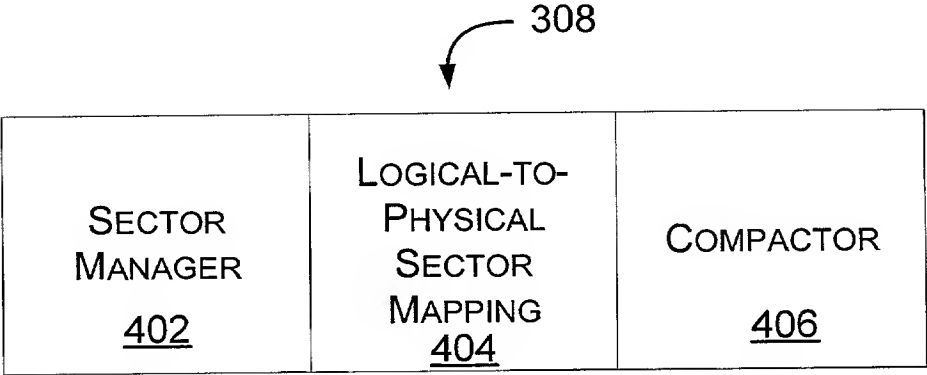 308
SECTOR
MANAGER
402
LOGICAL-TO-
PHYSICAL
SECTOR
MAPPING
404
COMPACTOR
406